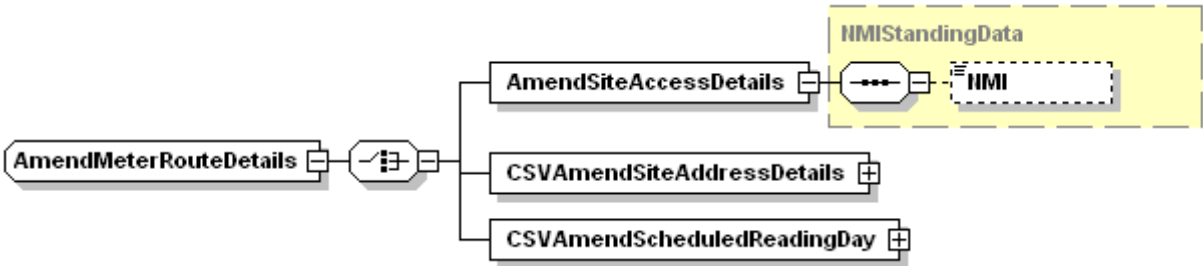 NMIStandingData
AmendSiteAccessDetails
NMI
AmendMeterRouteDetails
CSVAmendSiteAddressDetails
CSVAmendScheduledReadingDay